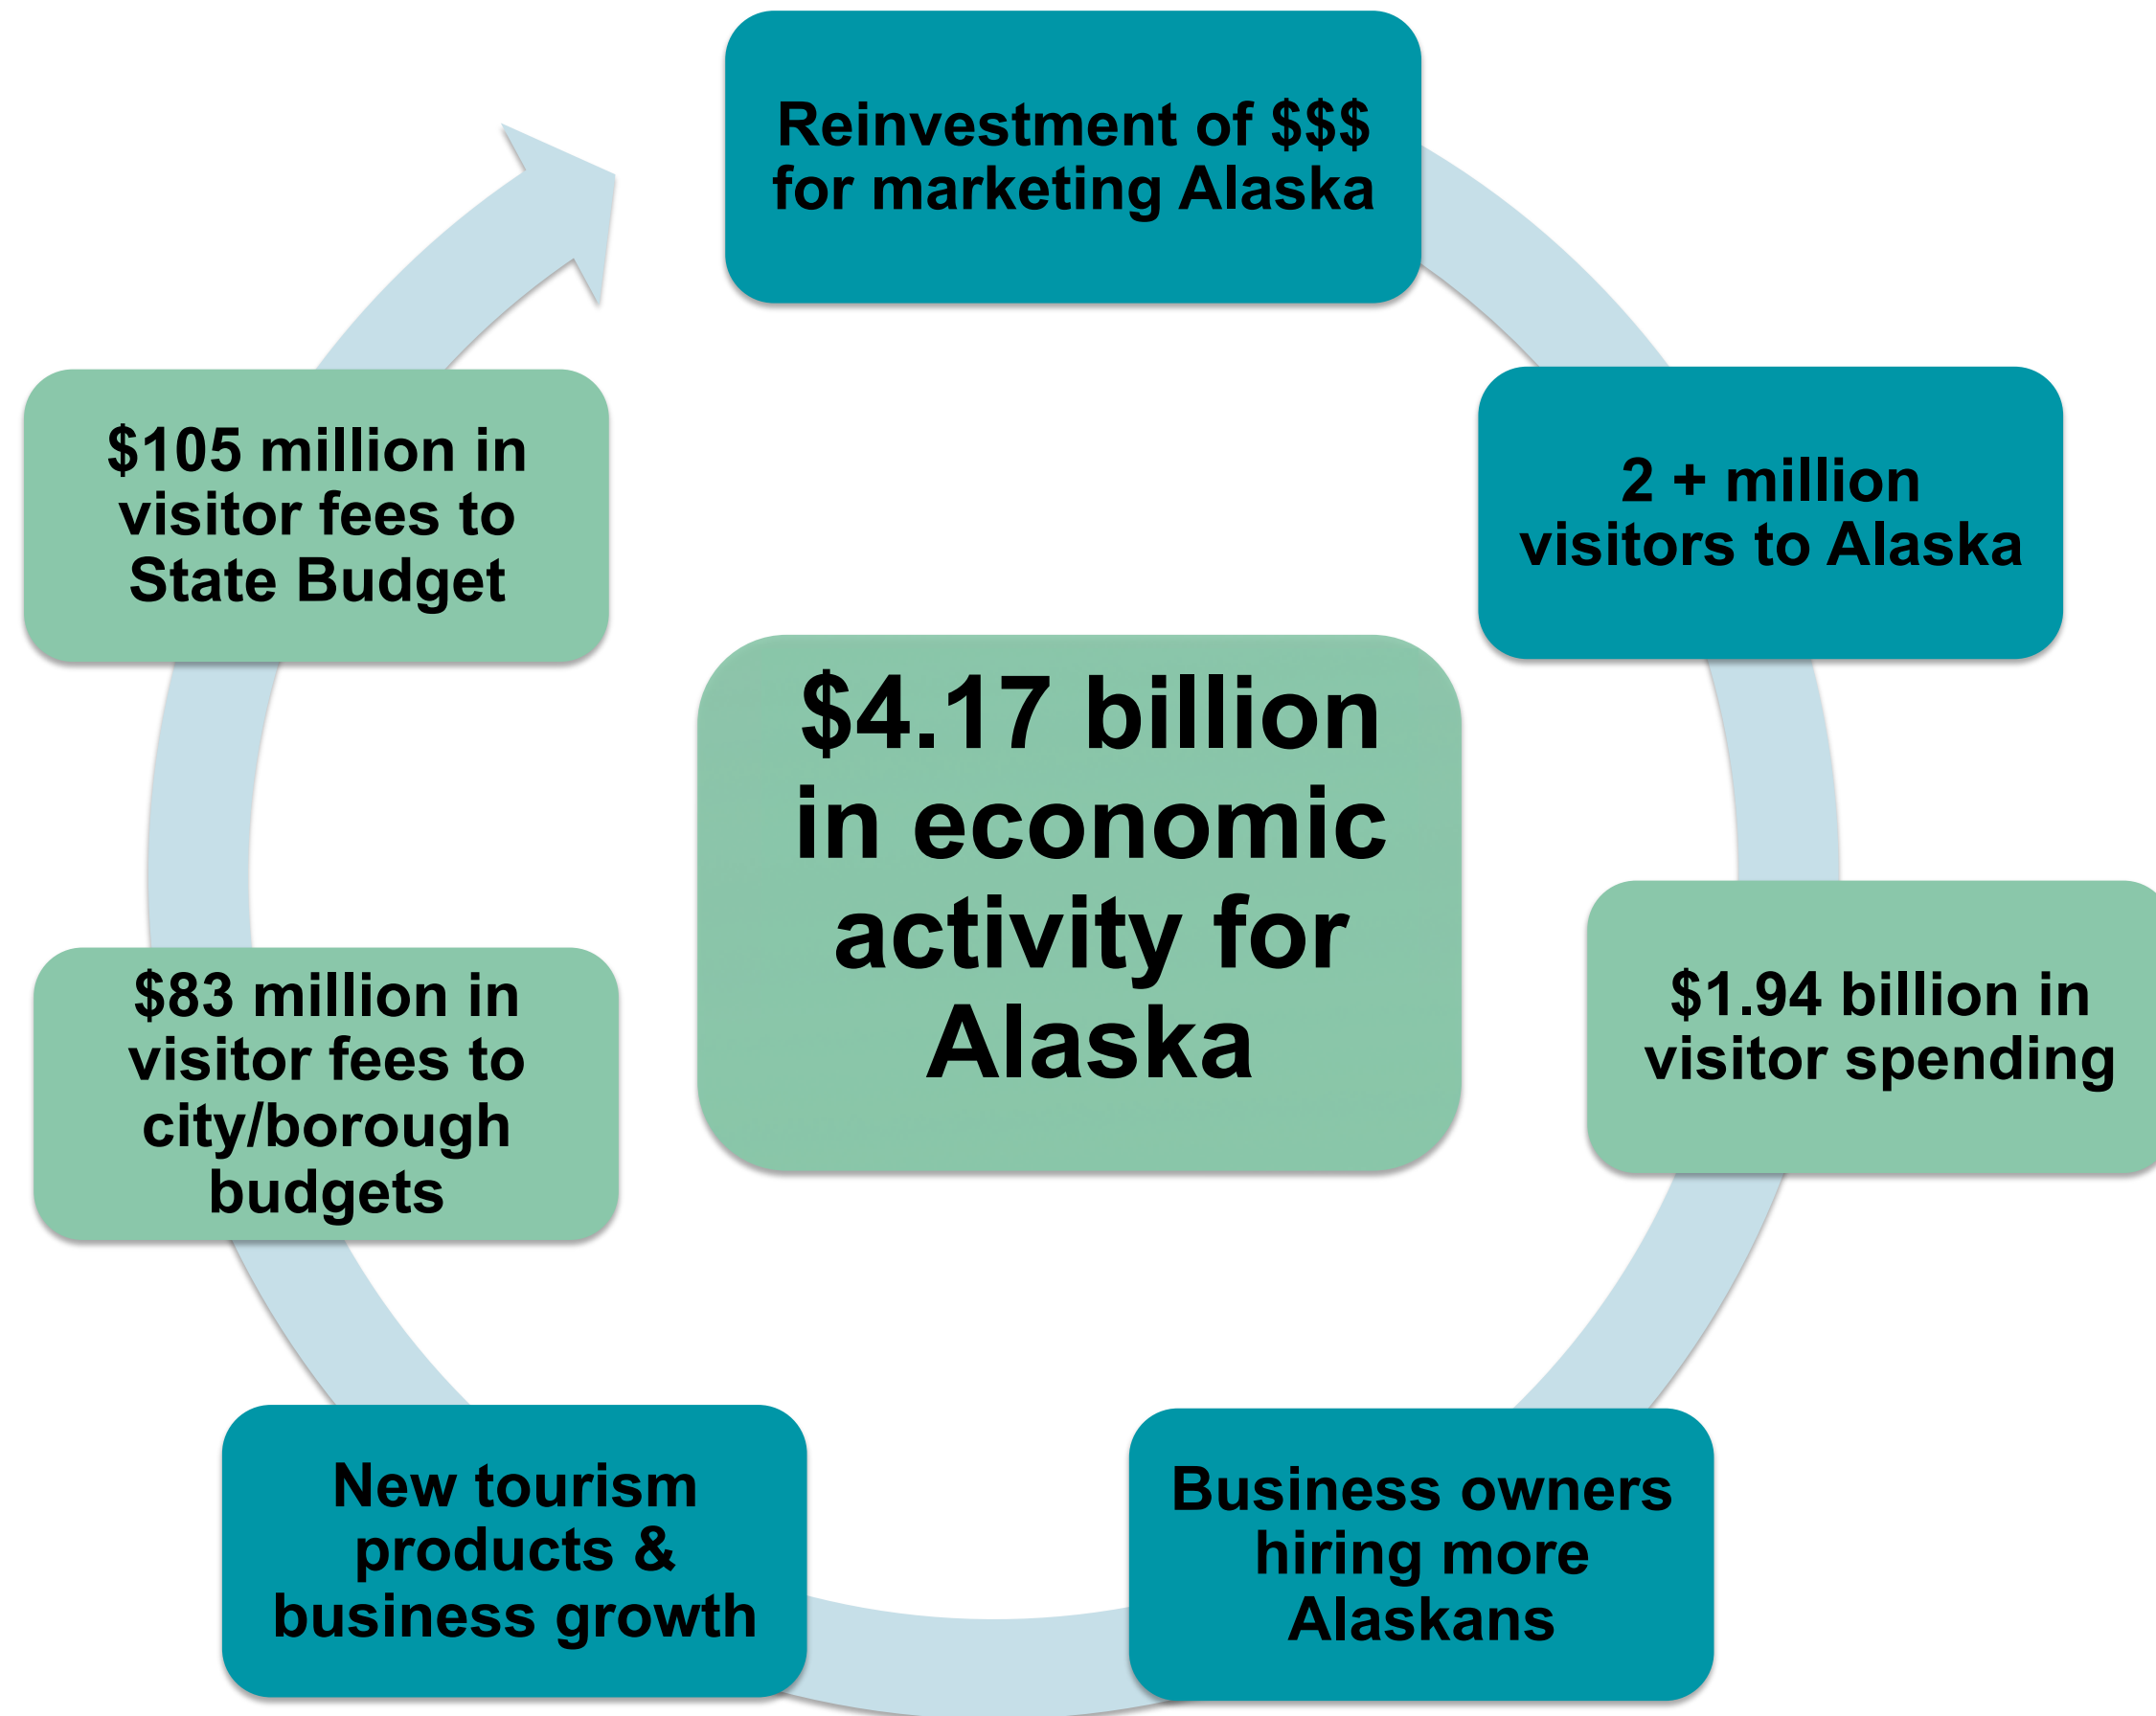 Reinvestment of $$$
for marketing Alaska
2 + million
visitors to Alaska
$1.94 billion in
visitor spending
Business owners
hiring more
Alaskans
New tourism
products &
business growth
$83 million in
visitor fees to
city/borough
budgets
$105 million in
visitor fees to
State Budget
$4.17 billion
in economic
activity for
Alaska